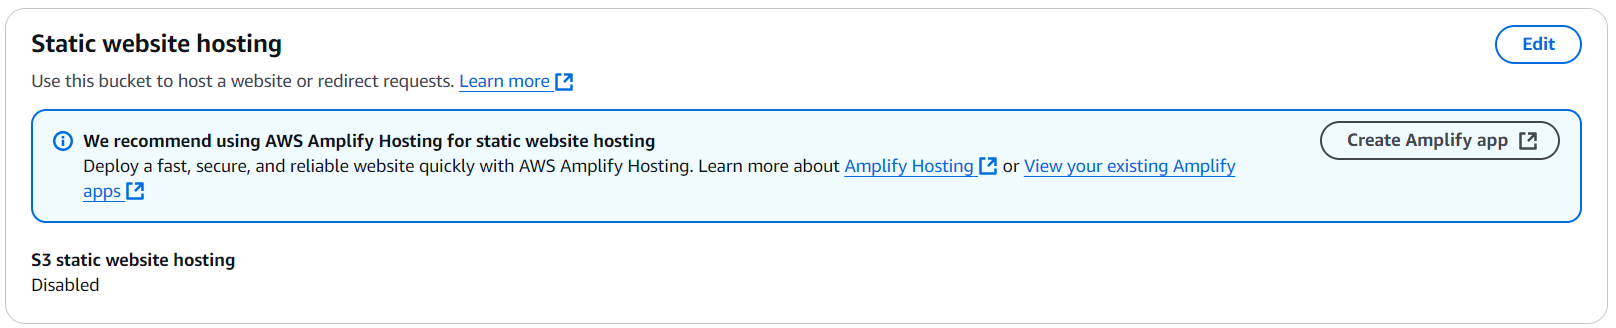 Static website hosting
Edit
Use this bucket to host a website or redirect requests. Learn more
We recommend using AWS Amplify Hosting for static website hosting
Create Amplify app
Deploy a fast, secure, and reliable website quickly with AWS Amplify Hosting. Learn more about Amplify Hosting or View your existing Amplify
apps
S3 static website hosting
Disabled